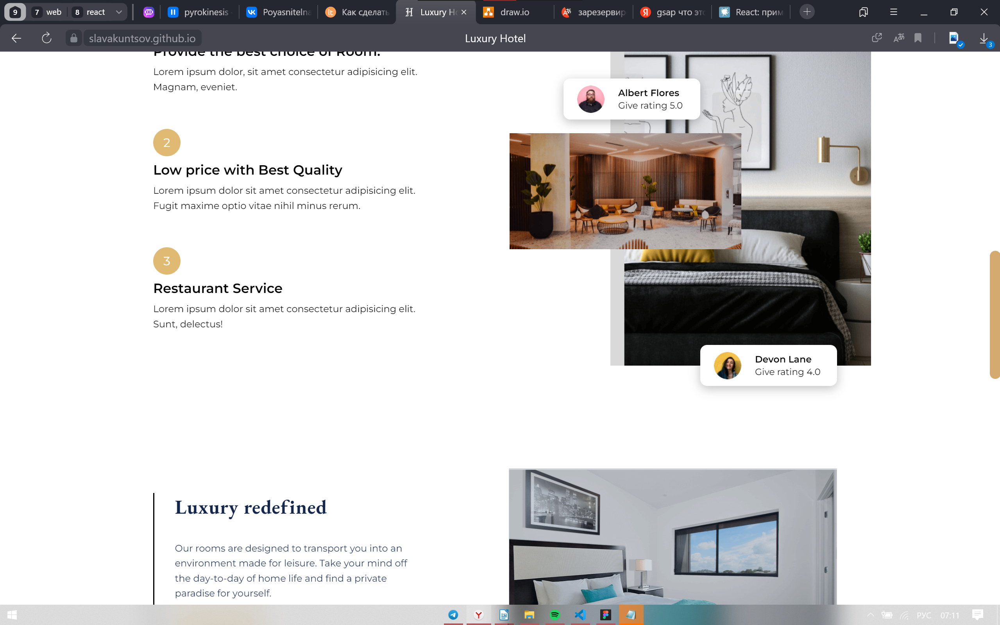 9 7 web 8 react
pyrokinesis
Poyasnitelna
Как сделать
Luxury Ho
draw.io
зарезервир
gsap что это
React: прим
slavakuntsov.github.io
Luxury Hotel
3
Provide the best choice of Room.
Lorem ipsum dolor, sit amet consectetur adipisicing elit.
Magnam, eveniet.
2
Low price with Best Quality
Lorem ipsum dolor sit amet consectetur adipisicing elit.
Fugit maxime optio vitae nihil minus rerum.
3
Restaurant Service
Lorem ipsum dolor sit amet consectetur adipisicing elit.
Sunt, delectus!
Albert Flores
Give rating 5.0
Devon Lane
Give rating 4.0
Luxury redefined
Our rooms are designed to transport you into an
environment made for leisure. Take your mind off
the day-to-day of home life and find a private
paradise for yourself.
РУС
07:11